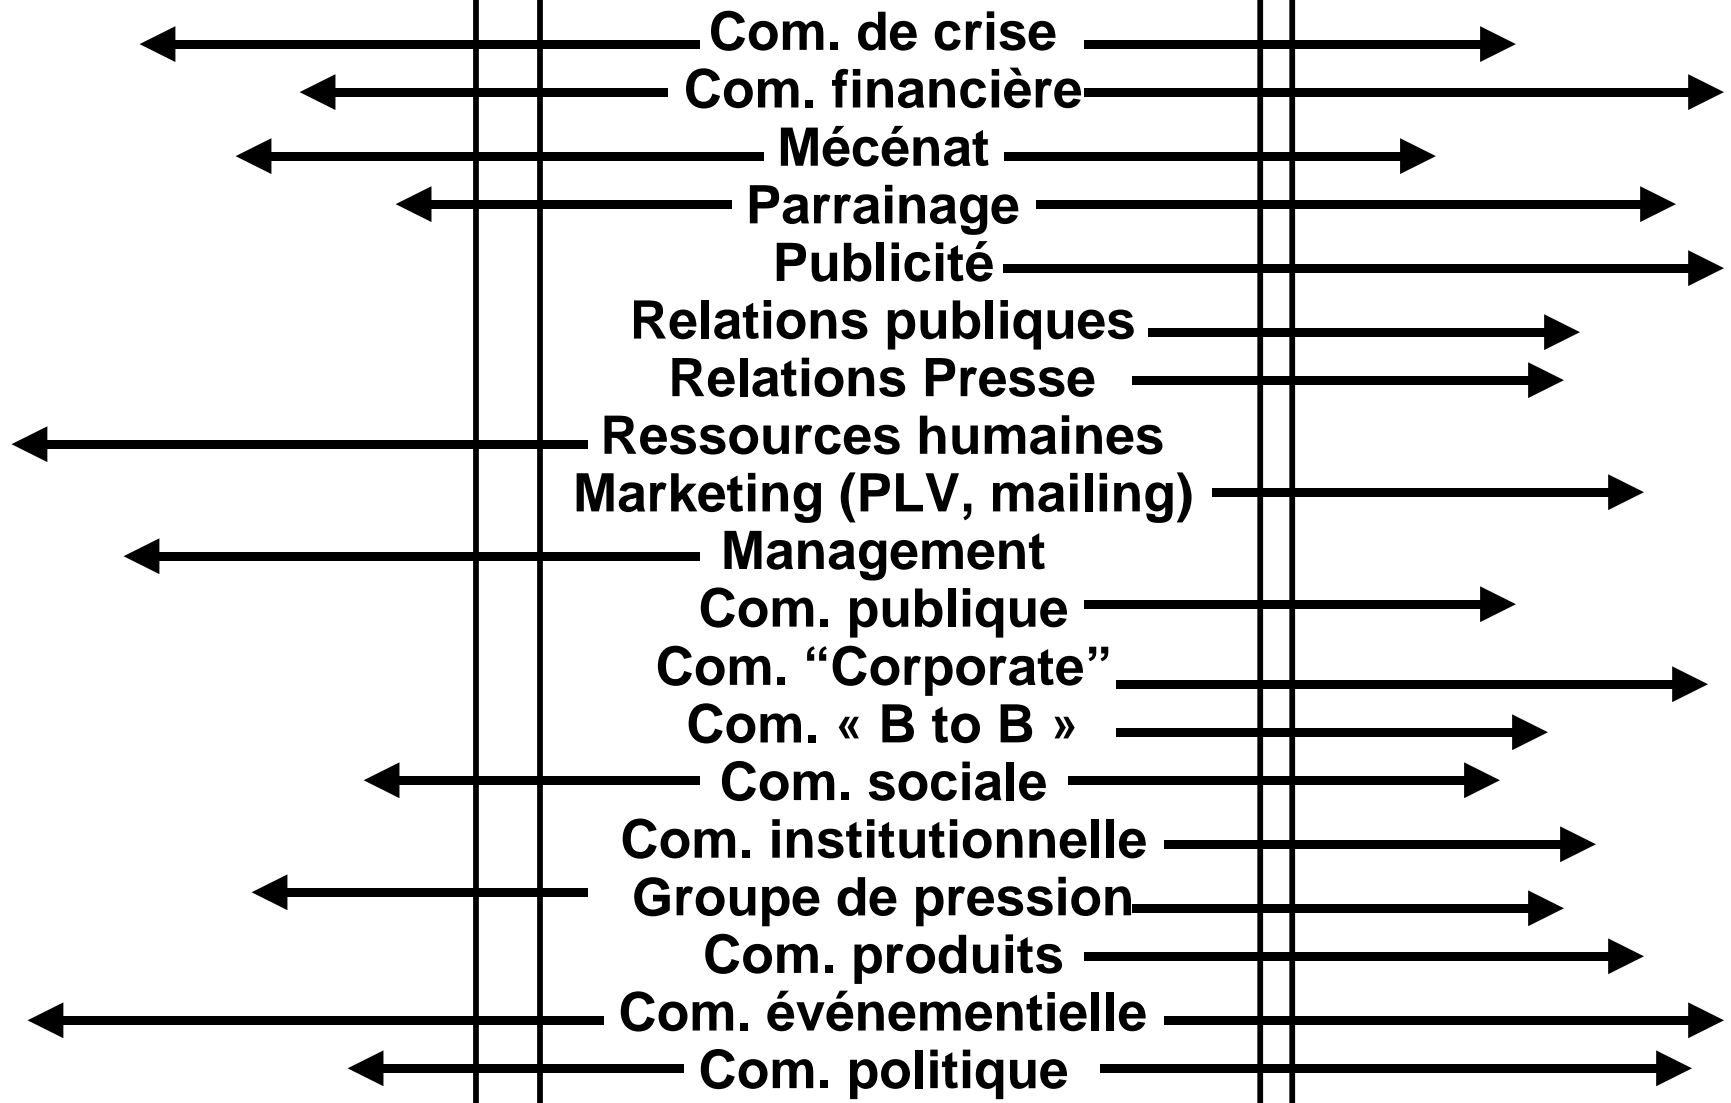 Com. de crise
Com. financière
Mécénat
Parrainage
Publicité
Relations publiques
Relations Presse
Ressources humaines
Marketing (PLV, mailing)
Management
Com. publique
Com. “Corporate”
Com. « B to B »
Com. sociale
Com. institutionnelle
Groupe de pression
Com. produits
Com. événementielle
Com. politique